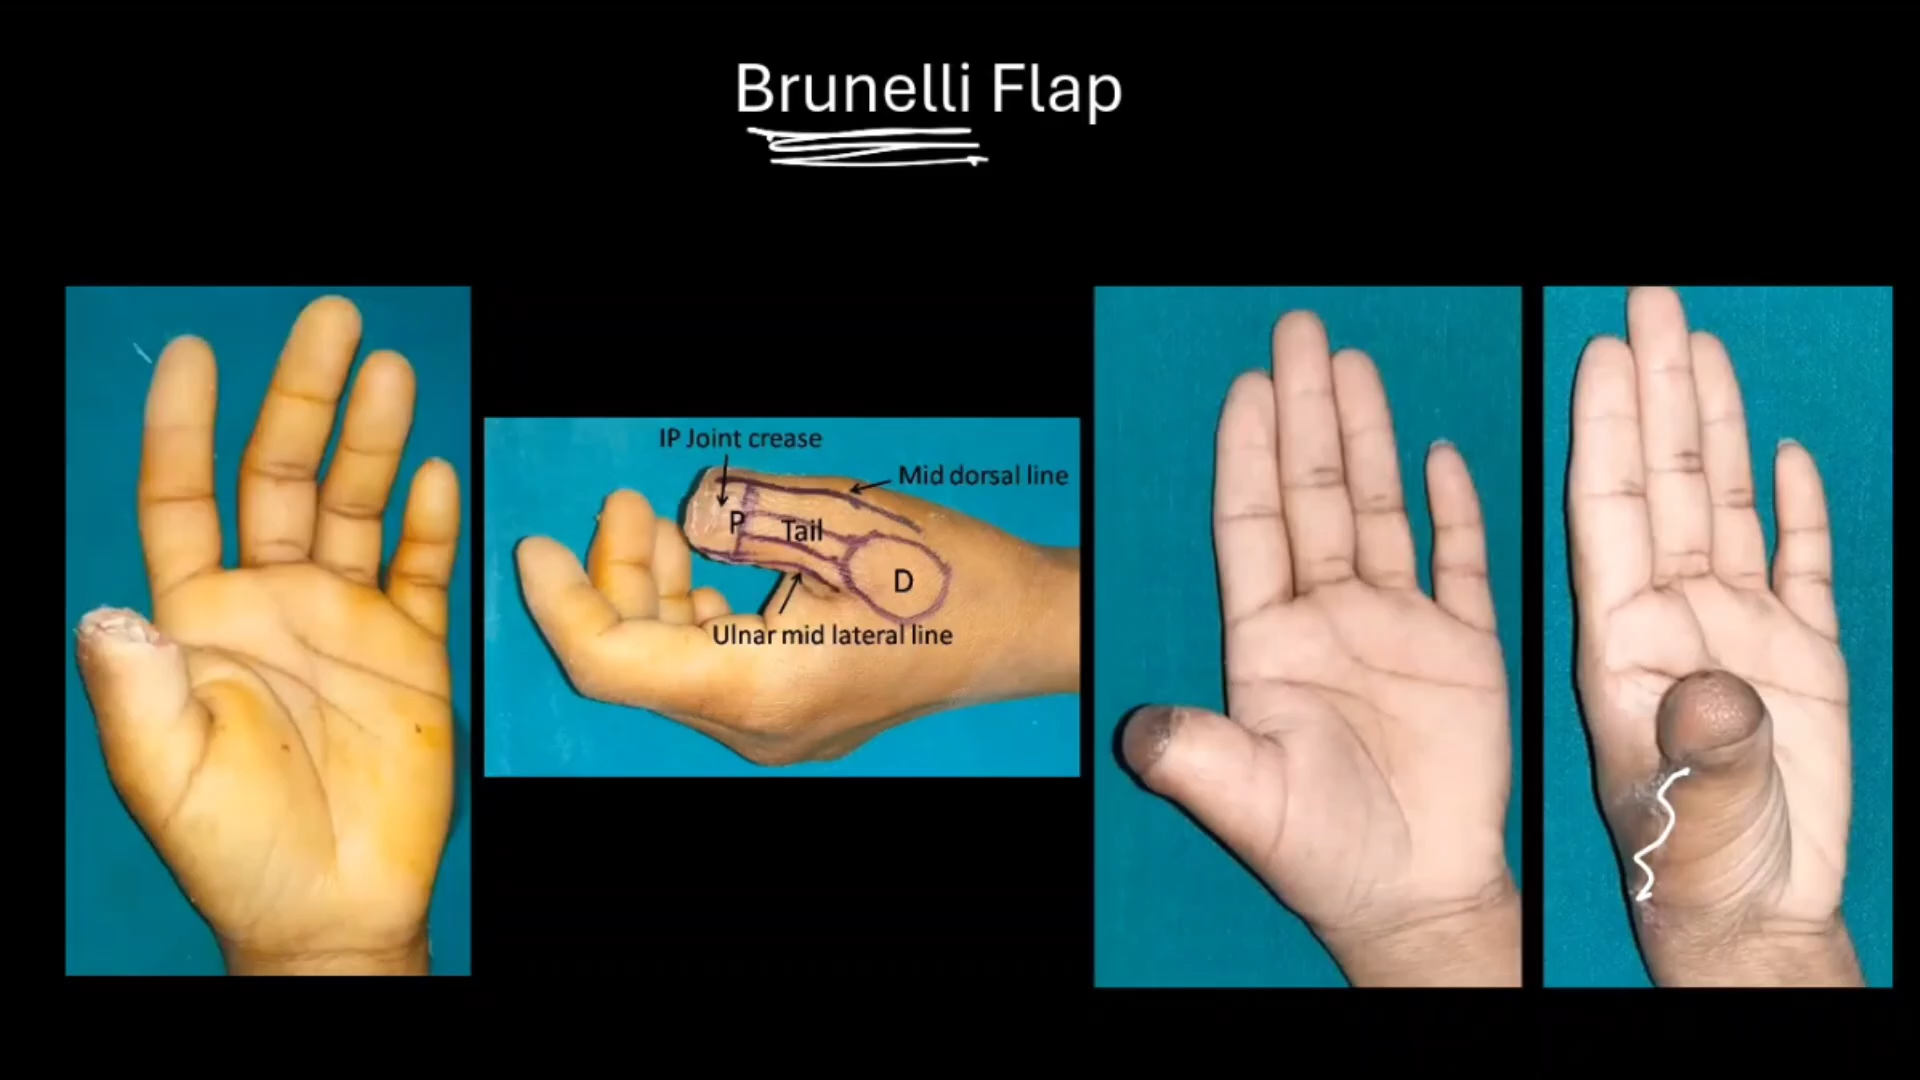 Brunelli Flap
IP Joint crease
Mid dorsal line
P
Tail
D
Ulnar mid lateral line